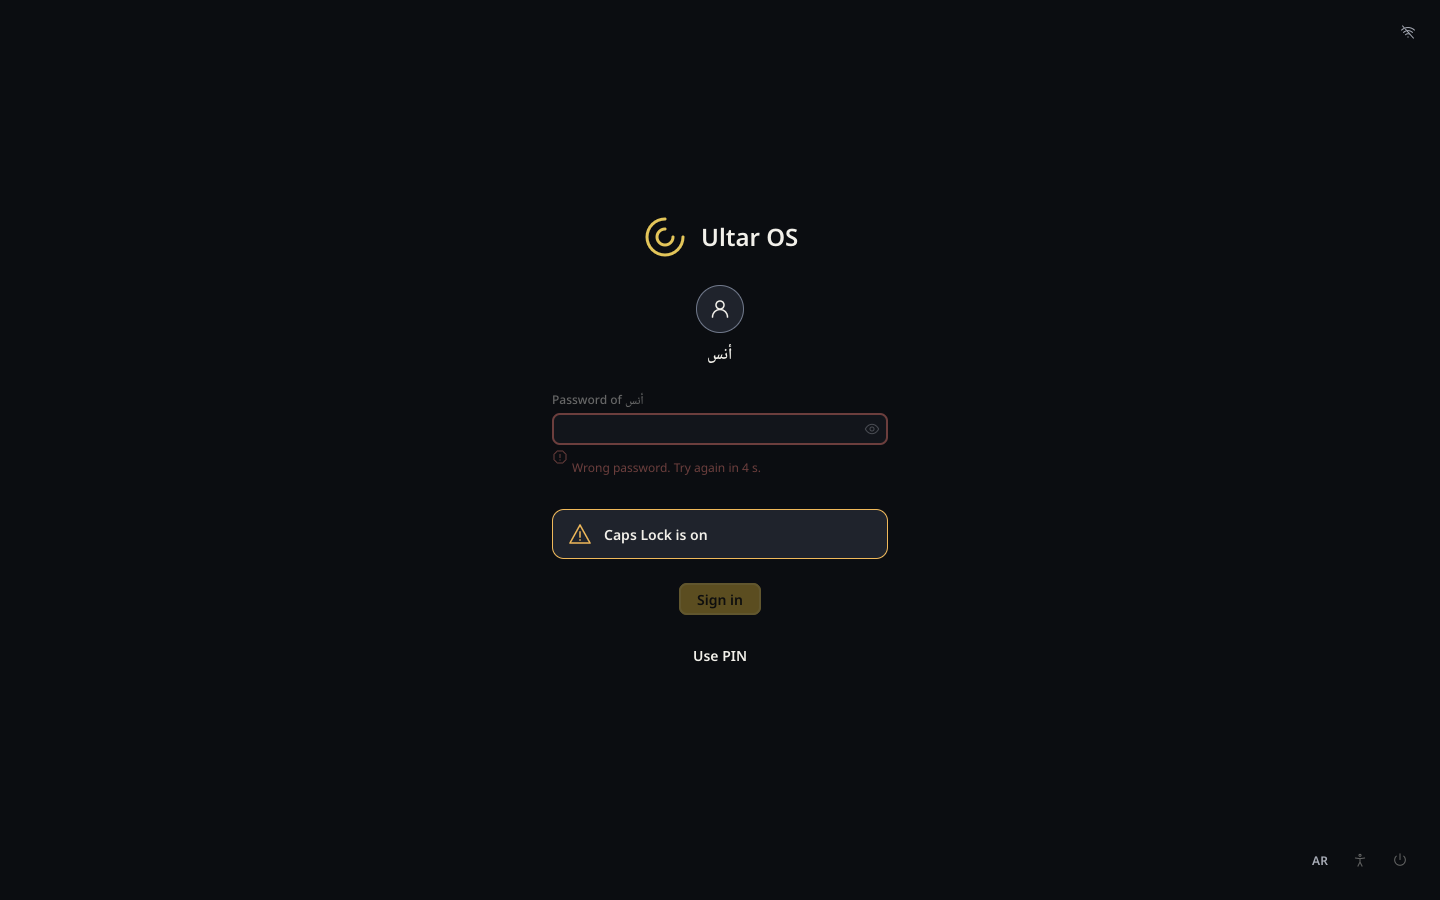 Ultar OS
أنس
Password of أنس
Wrong password. Try again in 4 s.
Caps Lock is on
Sign in
Use PIN
AR